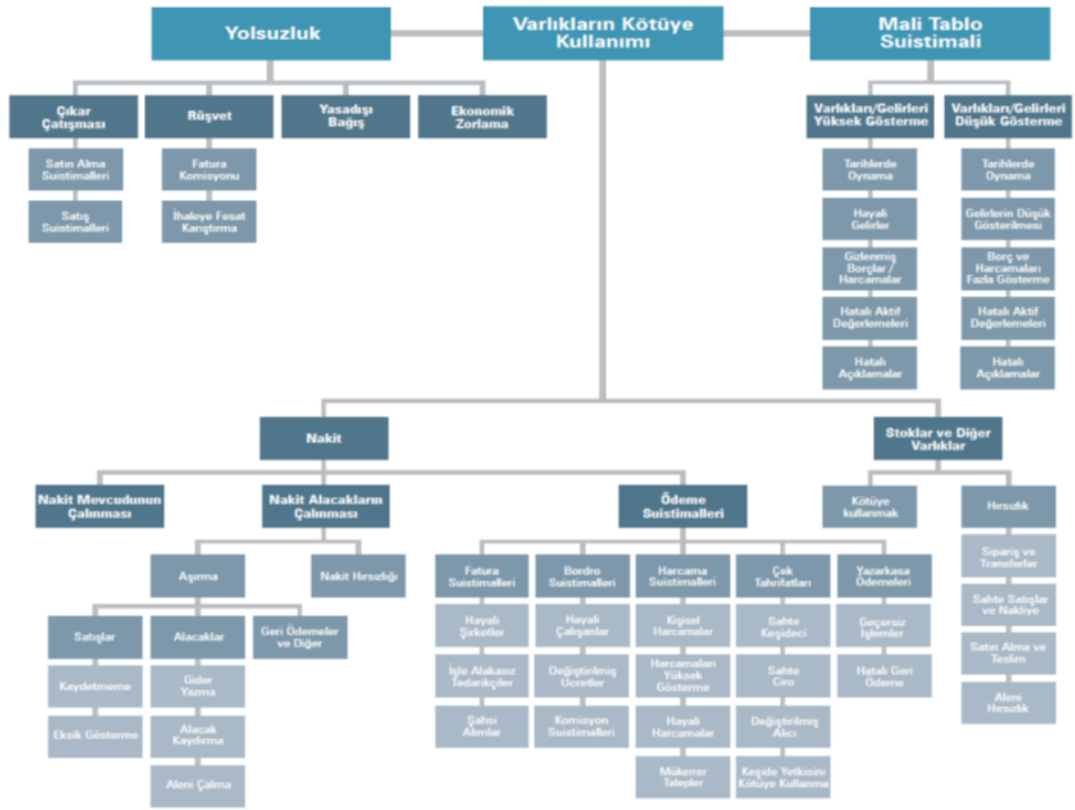 Yolsuzluk
Varlıkların Kötüye
Kullanımı
Mali Tablo
Suistimali
Çıkar
Çatışması
Rüşvet
Yasadışı
Bağış
Ekonomik
Zorlama
Varlıkları/Gelirleri
Yüksek Gösterme
Varlıkları/Gelirleri
Düşük Gösterme
Satın Alma
Suistimalleri
Satış
Suistimalleri
Fatura
Komisyonu
İhaleye Fesat
Karıştırma
Tarihlerde
Oynama
Hayali
Gelirler
Gizlenmiş
Borçlar /
Harcamalar
Hatalı Aktif
Değerlemeleri
Hatalı
Açıklamalar
Tarihlerde
Oynama
Gelirlerin Düşük
Gösterilmesi
Borç ve
Harcamaları
Fazla Gösterme
Hatalı Aktif
Değerlemeleri
Hatalı
Açıklamalar
Nakit
Stoklar ve Diğer
Varlıklar
Nakit Mevcudunun
Çalınması
Nakit Alacakların
Çalınması
Ödeme
Suistimalleri
Kötüye
kullanmak
Hırsızlık
Aşırma
Nakit Hırsızlığı
Satışlar
Kaydetmeme
Eksik Gösterme
Alacaklar
Gider
Yazma
Alacak
Kaydırma
Aleni Çalma
Geri Ödemeler
ve Diğer
Fatura
Suistimalleri
Hayali
Şirketler
İşle Alakasız
Tedarikçiler
Şahsi
Alımlar
Bordro
Suistimalleri
Hayali
Çalışanlar
Değiştirilmiş
Ücretler
Komisyon
Suistimalleri
Harcama
Suistimalleri
Kişisel
Harcamalar
Harcamaları
Yüksek
Gösterme
Hayali
Harcamalar
Mükerrer
Talepler
Çek
Tahrifatları
Sahte
Keşideci
Sahte
Ciro
Değiştirilmiş
Alıcı
Keşide Yetkisini
Kötüye Kullanma
Yazarkasa
Ödemeleri
Geçersiz
İşlemler
Hatalı Geri
Ödeme
Sipariş ve
Transferler
Sahte Satışlar
ve Nakliye
Satın Alma ve
Teslim
Aleni
Hırsızlık